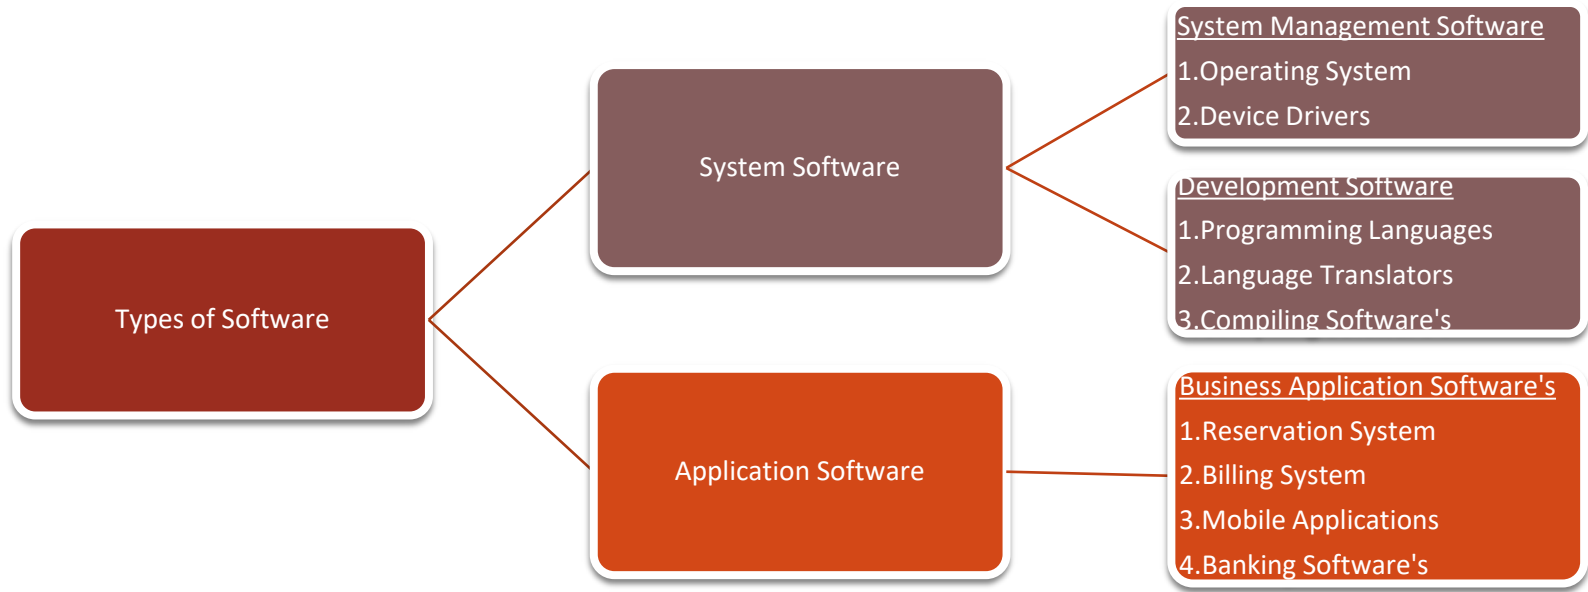 Types of Software
System Software
Application Software
System Management Software
1.Operating System
2.Device Drivers
Development Software
1.Programming Languages
2.Language Translators
3.Compiling Software's
Business Application Software's
1.Reservation System
2.Billing System
3.Mobile Applications
4.Banking Software's